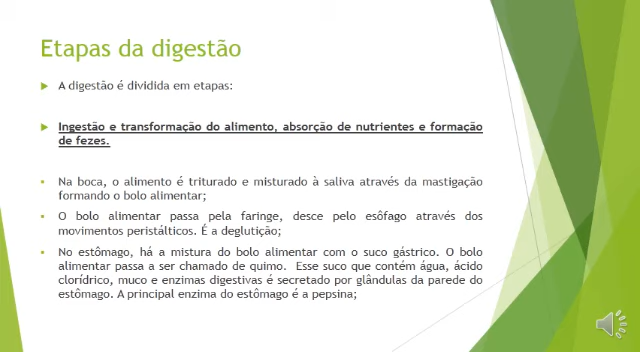 Etapas da digestão
A digestão é dividida em etapas:
Ingestão e transformação do alimento, absorção de nutrientes e formação
de fezes.
Na boca, o alimento é triturado e misturado à saliva através da mastigação
formando o bolo alimentar;
O bolo alimentar passa pela faringe, desce pelo esôfago através dos
movimentos peristálticos. É a deglutição;
No estômago, há a mistura do bolo alimentar com o suco gástrico. O bolo
alimentar passa a ser chamado de quimo. Esse suco que contém água, ácido
clorídrico, muco e enzimas digestivas é secretado por glândulas da parede do
estômago. A principal enzima do estômago é a pepsina;